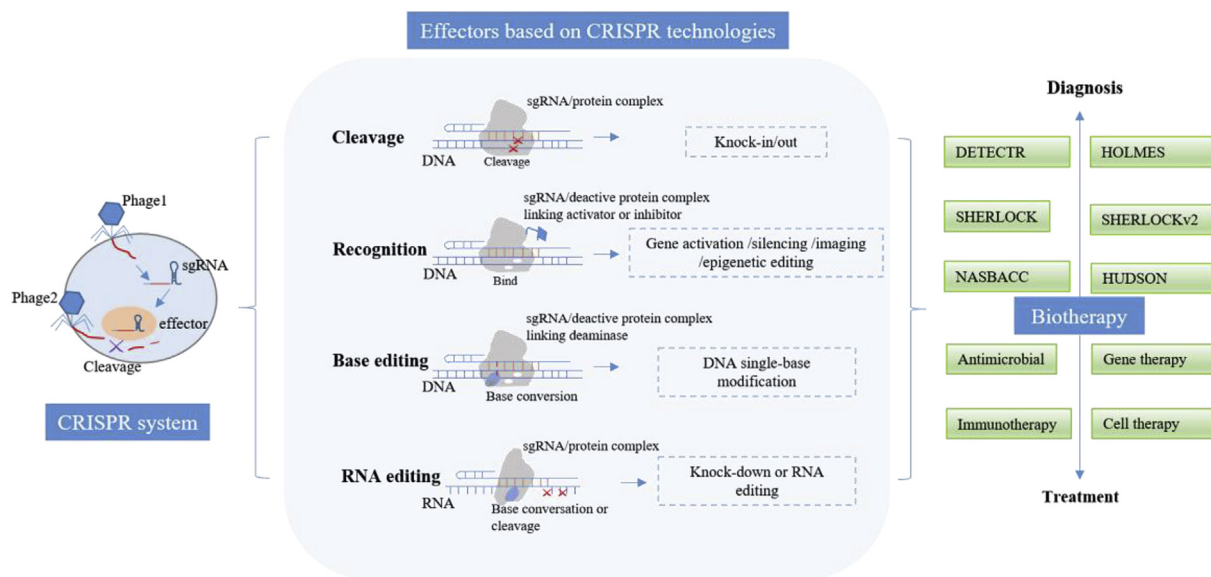 Effectors based on CRISPR technologies
Phage1
sgRNA
Phage2
effector
Cleavage
CRISPR system
sgRNA/protein complex
Cleavage
DNA
Cleavage
Knock-in/out
sgRNA/deactive protein complex
linking activator or inhibitor
Recognition
DNA
Bind
Gene activation /silencing /imaging
/epigenetic editing
sgRNA/deactive protein complex
linking deaminase
Base editing
DNA
Base conversion
DNA single-base
modification
sgRNA/protein complex
RNA editing
RNA
Base conversation or
cleavage
Knock-down or RNA
editing
Diagnosis
DETECTR
HOLMES
SHERLOCK
SHERLOCKv2
NASBACC
HUDSON
Biotherapy
Antimicrobial
Gene therapy
Immunotherapy
Cell therapy
Treatment